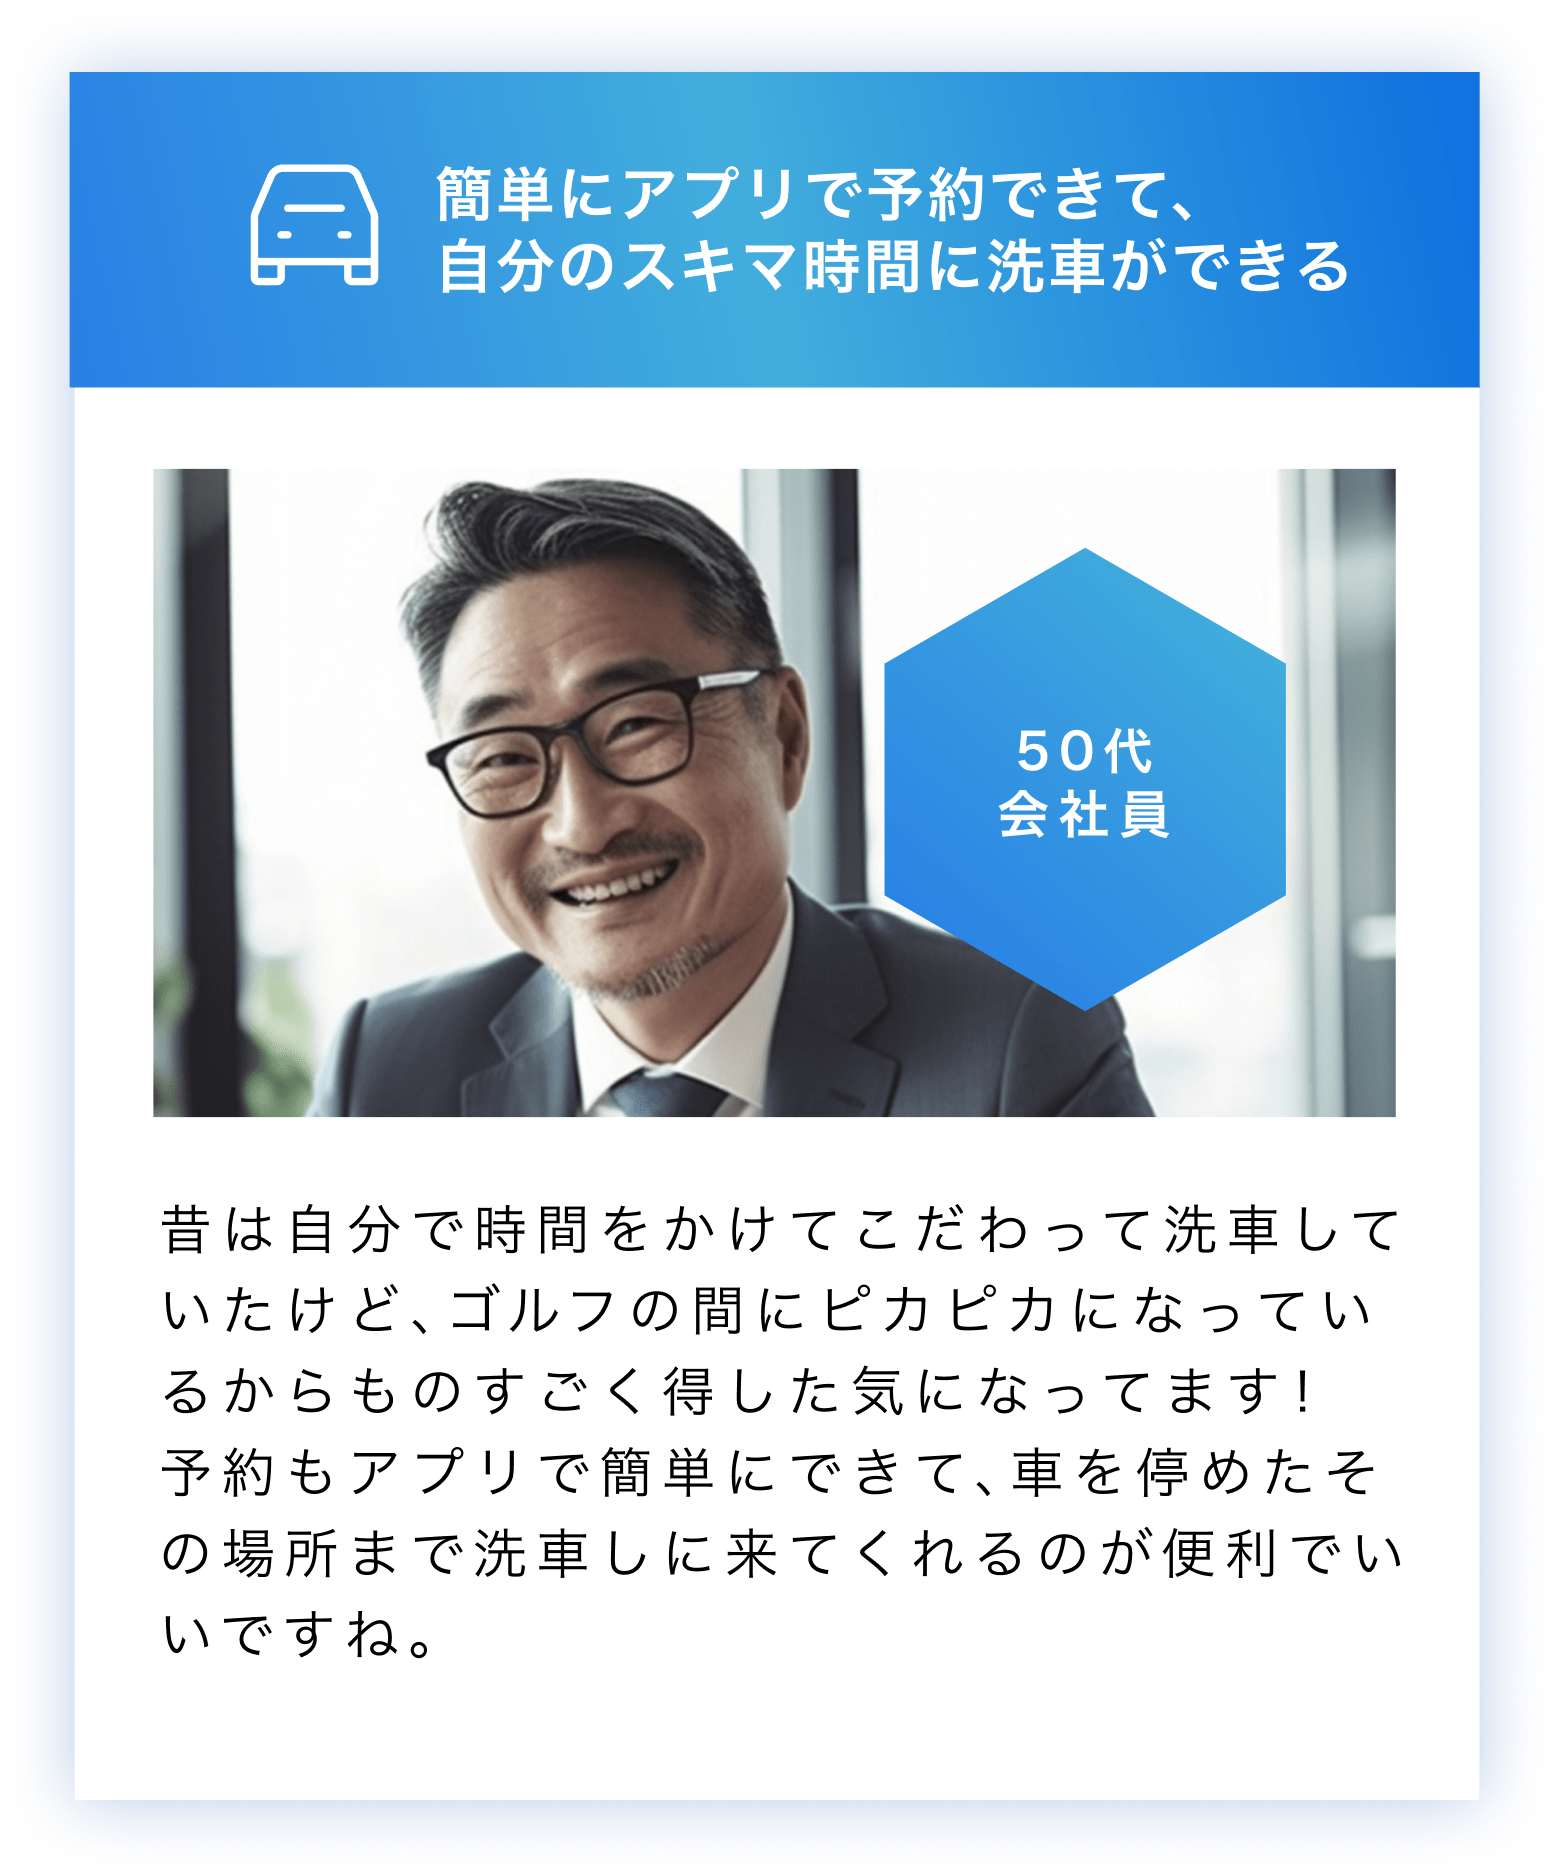 簡単にアプリで予約できて、
自分のスキマ時間に洗車ができる
50代
会社員
昔は自分で時間をかけてこだわって洗車して
いたけど、ゴルフの間にピカピカになってい
るからものすごく得した気になってます！
予約もアプリで簡単にできて、車を停めたそ
の場所まで洗車しに来てくれるのが便利でい
いですね。